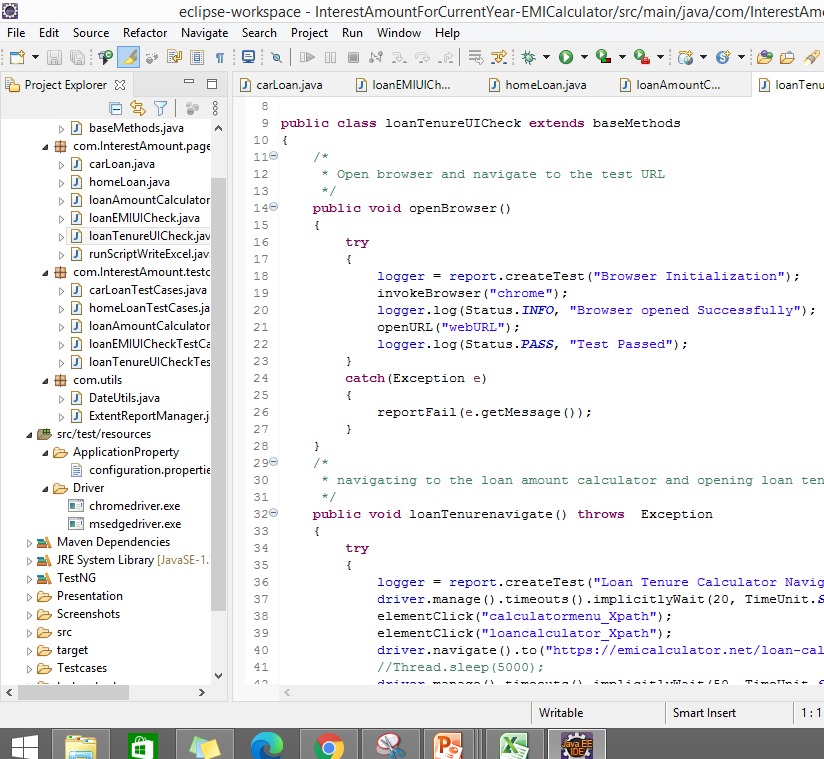 eclipse-workspace - InterestAmountForCurrentYear-EMICalculator/src/main/java/com/InterestAm
File Edit Source Refactor Navigate Search Project Run Window Help
Project Explorer
carLoan.java loanEMIUICh... homeLoan.java loanAmountC... loanTenu
baseMethods.java
com.InterestAmount.page
carLoan.java
homeLoan.java
loanAmountCalculator
loanEMIUICheck.java
loanTenureUICheck.jav
runScriptWriteExcel.jav
com.InterestAmount.testc
carLoanTestCases.java
homeLoanTestCases.ja
loanAmountCalculator
loanEMIUICheckTestCa
loanTenureUICheckTes
com.utils
DateUtils.java
ExtentReportManager.j
src/test/resources
ApplicationProperty
configuration.propertie
Driver
chromedriver.exe
msedgedriver.exe
Maven Dependencies
JRE System Library [JavaSE-1.
TestNG
Presentation
Screenshots
src
target
Testcases
8
9 public class loanTenureUICheck extends baseMethods
10 {
11 /*
12 * Open browser and navigate to the test URL
13 */
14 public void openBrowser()
15 {
16 try
17 {
18 logger = report.createTest("Browser Initialization");
19 invokeBrowser("chrome");
20 logger.log(Status.INFO, "Browser opened Successfully");
21 openURL("webURL");
22 logger.log(Status.PASS, "Test Passed");
23 }
24 catch(Exception e)
25 {
26 reportFail(e.getMessage());
27 }
28 }
29 /*
30 * navigating to the loan amount calculator and opening loan ten
31 */
32 public void loanTenurenavigate() throws Exception
33 {
34 try
35 {
36 logger = report.createTest("Loan Tenure Calculator Navig
37 driver.manage().timeouts().implicitlyWait(20, TimeUnit.S
38 elementClick("calculatormenu_Xpath");
39 elementClick("loancalculator_Xpath");
40 driver.navigate().to("https://emicalculator.net/loan-cal
41 //Thread.sleep(5000);
42 driver.manage().timeouts().implicitlyWait(50, TimeUnit.S
Writable Smart Insert 1 : 1
Java EE
IDE